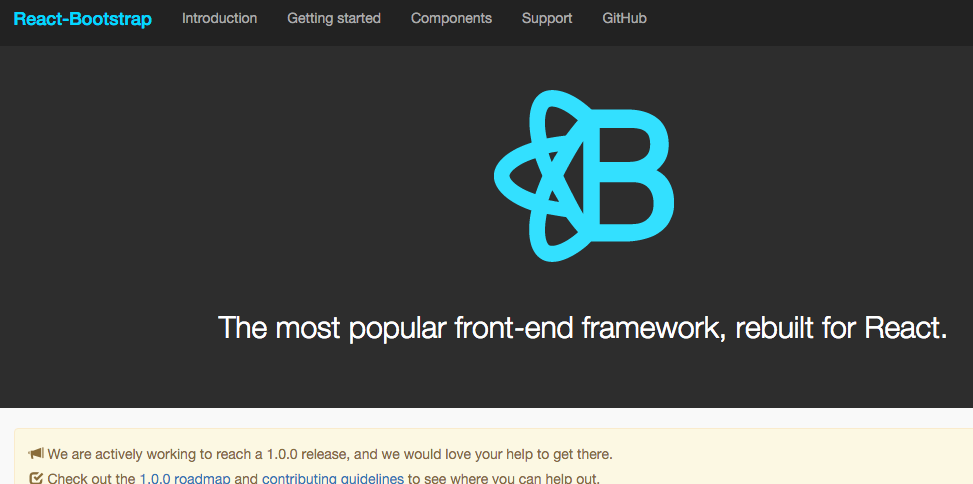 React-Bootstrap Introduction Getting started Components Support GitHub
B
The most popular front-end framework, rebuilt for React.
We are actively working to reach a 1.0.0 release, and we would love your help to get there.
Check out the 1.0.0 roadmap and contributing guidelines to see where you can help out.